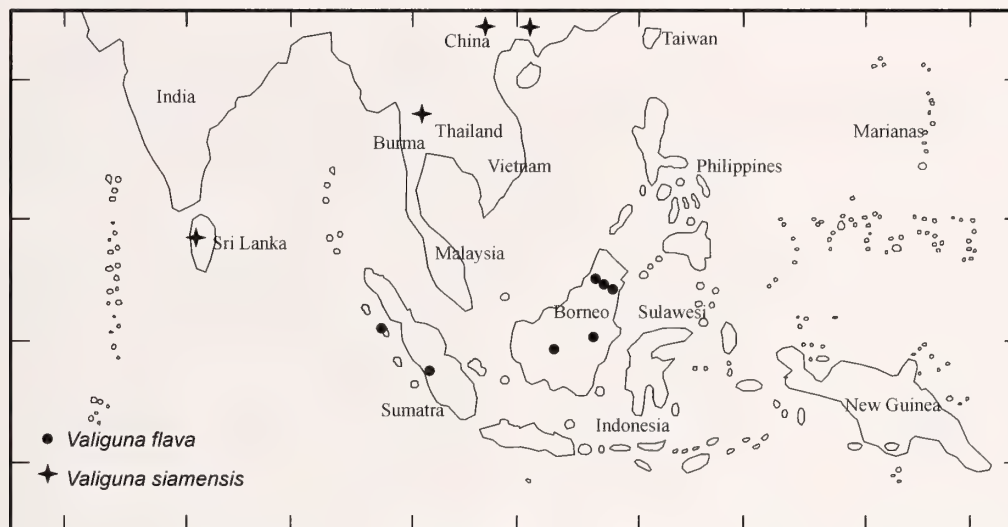 China
Taiwan
India
Marianas
Thailand
Burma
Vietnam
Philippines
Sri Lanka
Malaysia
Borneo
Sulawesi
Sumatra
New Guinea
Indonesia
Valiguna flava
Valiguna siamensis